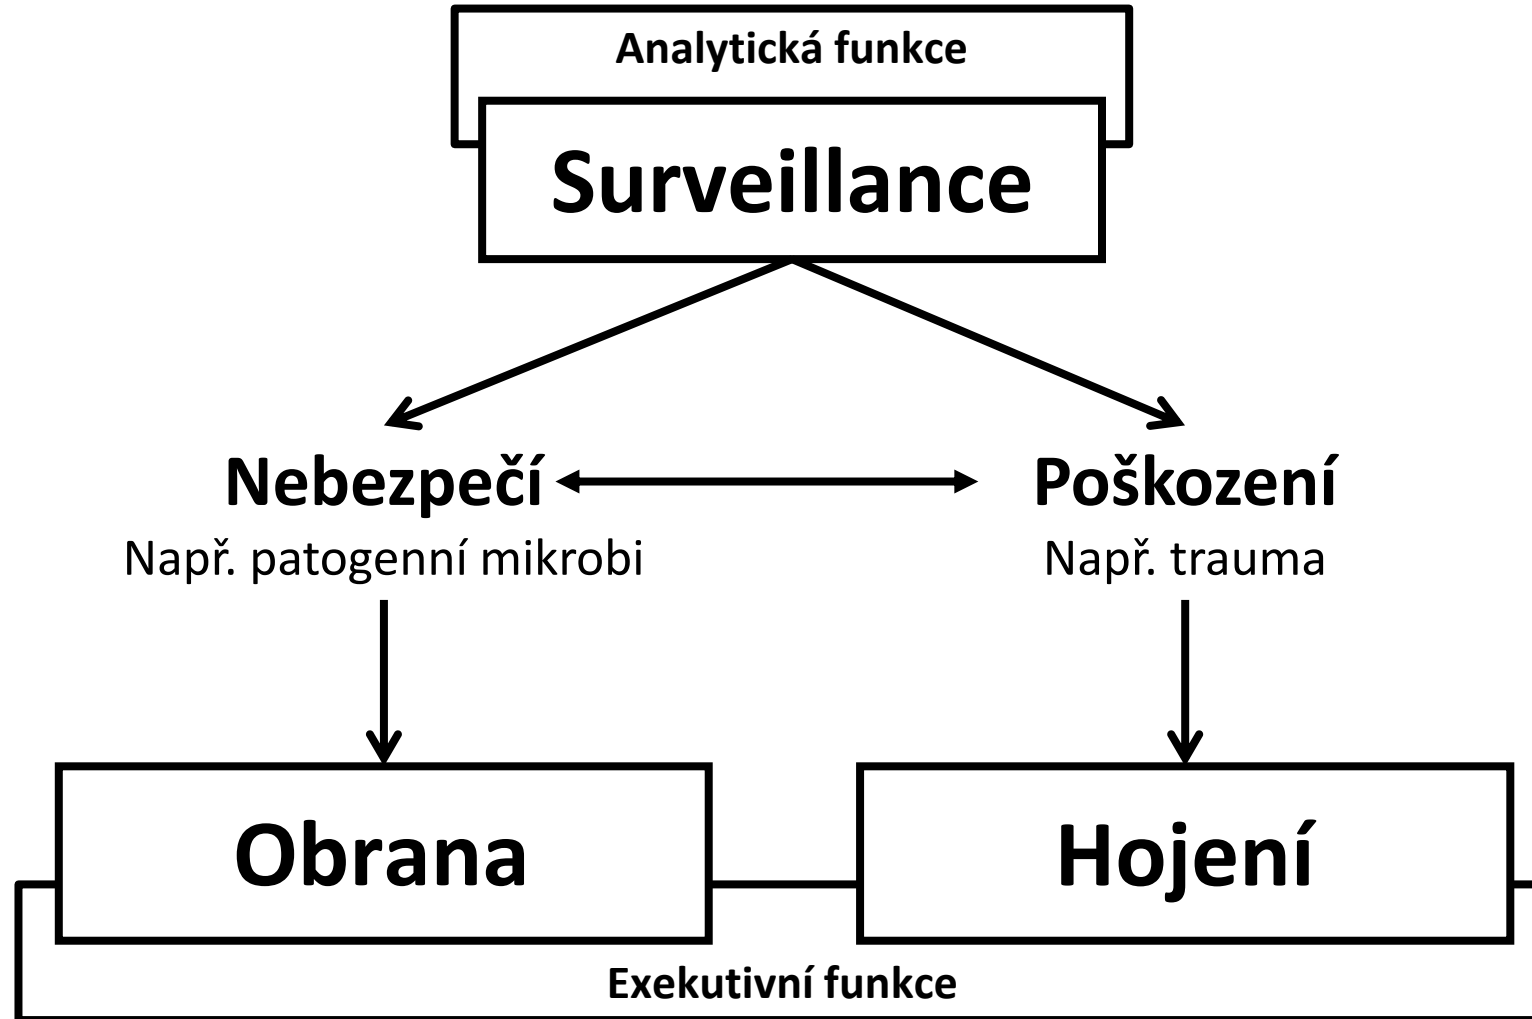 Analytická funkce
Surveillance
Nebezpečí
Např. patogenní mikrobi
Poškození
Např. trauma
Obrana
Hojení
Exekutivní funkce